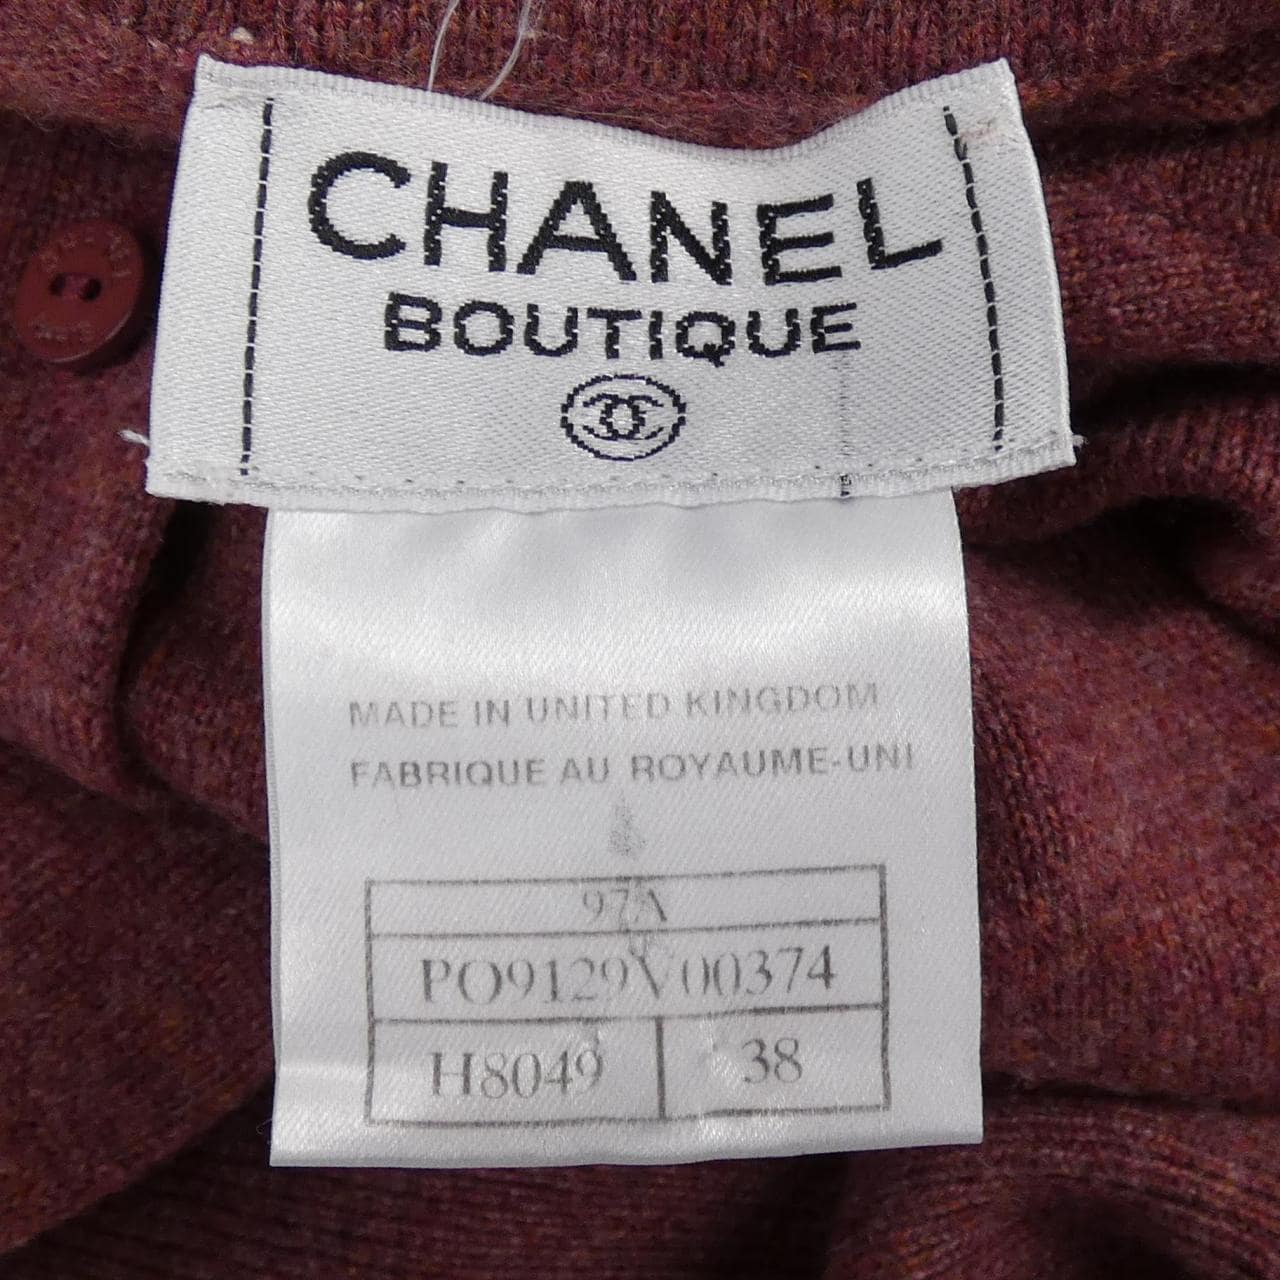 CHANEL
BOUTIQUE
MADE IN UNITED KINGDOM
FABRIQUE AU ROYAUME-UNI
97A
PO9129V00374
H8049 38